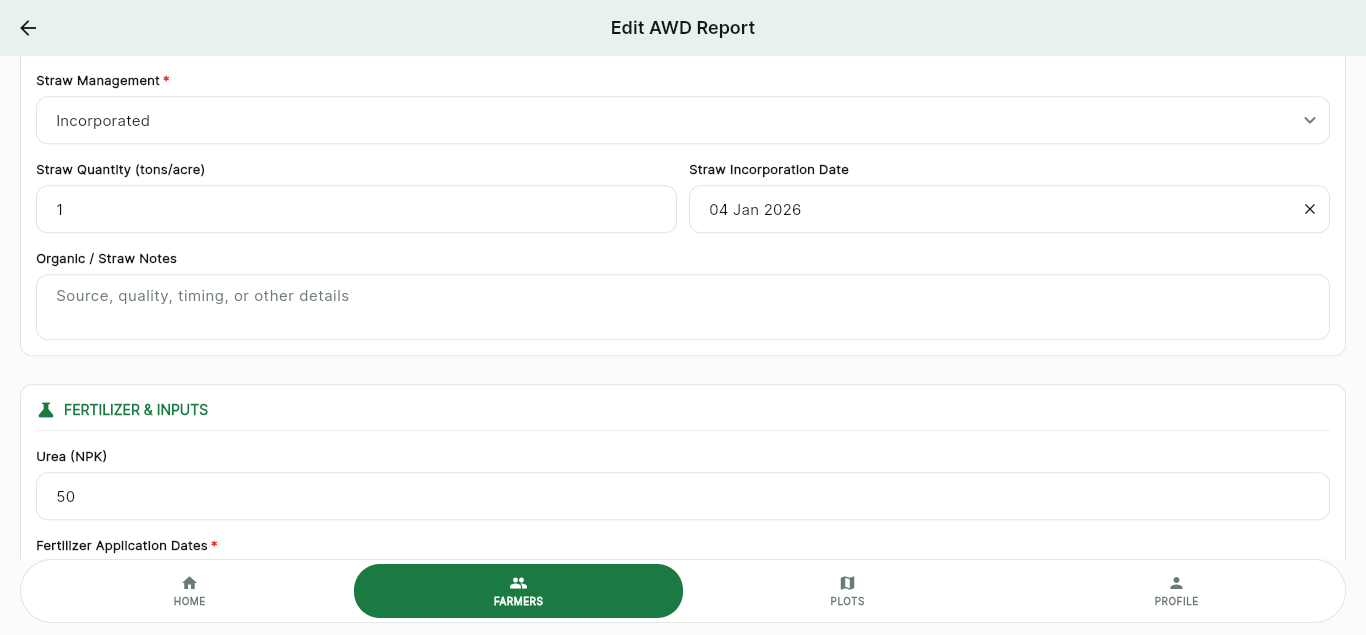 Edit AWD Report
Straw Management *
Incorporated
Straw Quantity (tons/acre)
Straw Incorporation Date
1
04 Jan 2026
Organic / Straw Notes
Source, quality, timing, or other details
FERTILIZER & INPUTS
Urea (NPK)
50
Fertilizer Application Dates *
HOME
FARMERS
PLOTS
PROFILE